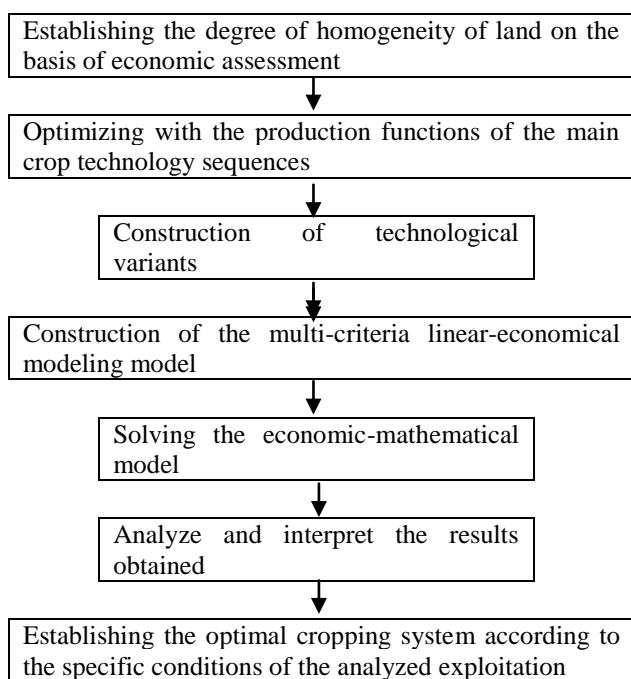 Establishing the degree of homogeneity of land on the
basis of economic assessment
Optimizing with the production functions of the main
crop technology sequences
Construction of technological
variants
Construction of the multi-criteria linear-economical
modeling model
Solving the economic-mathematical
model
Analyze and interpret the results
obtained
Establishing the optimal cropping system according to
the specific conditions of the analyzed exploitation